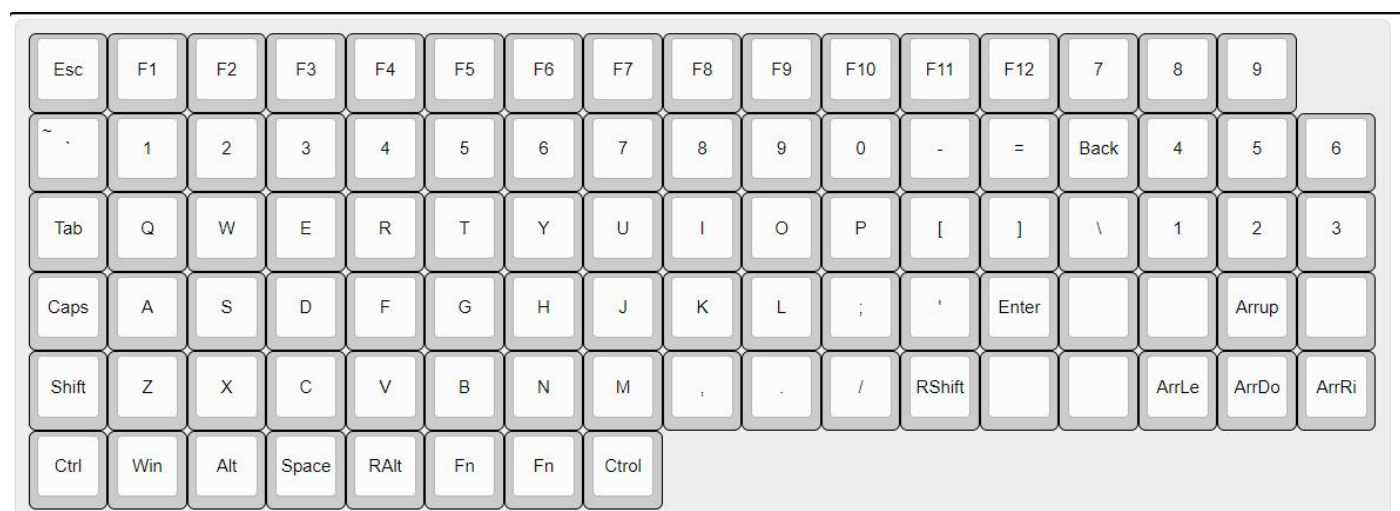 Esc F1 F2 F3 F4 F5 F6 F7 F8 F9 F10 F11 F12 7 8 9
~ ` 1 2 3 4 5 6 7 8 9 0 - = Back 4 5 6
Tab Q W E R T Y U I O P [ ] \ 1 2 3
Caps A S D F G H J K L ; ' Enter Arrup
Shift Z X C V B N M , . / RShift ArrLe ArrDo ArrRi
Ctrl Win Alt Space RAlt Fn Fn Ctrol